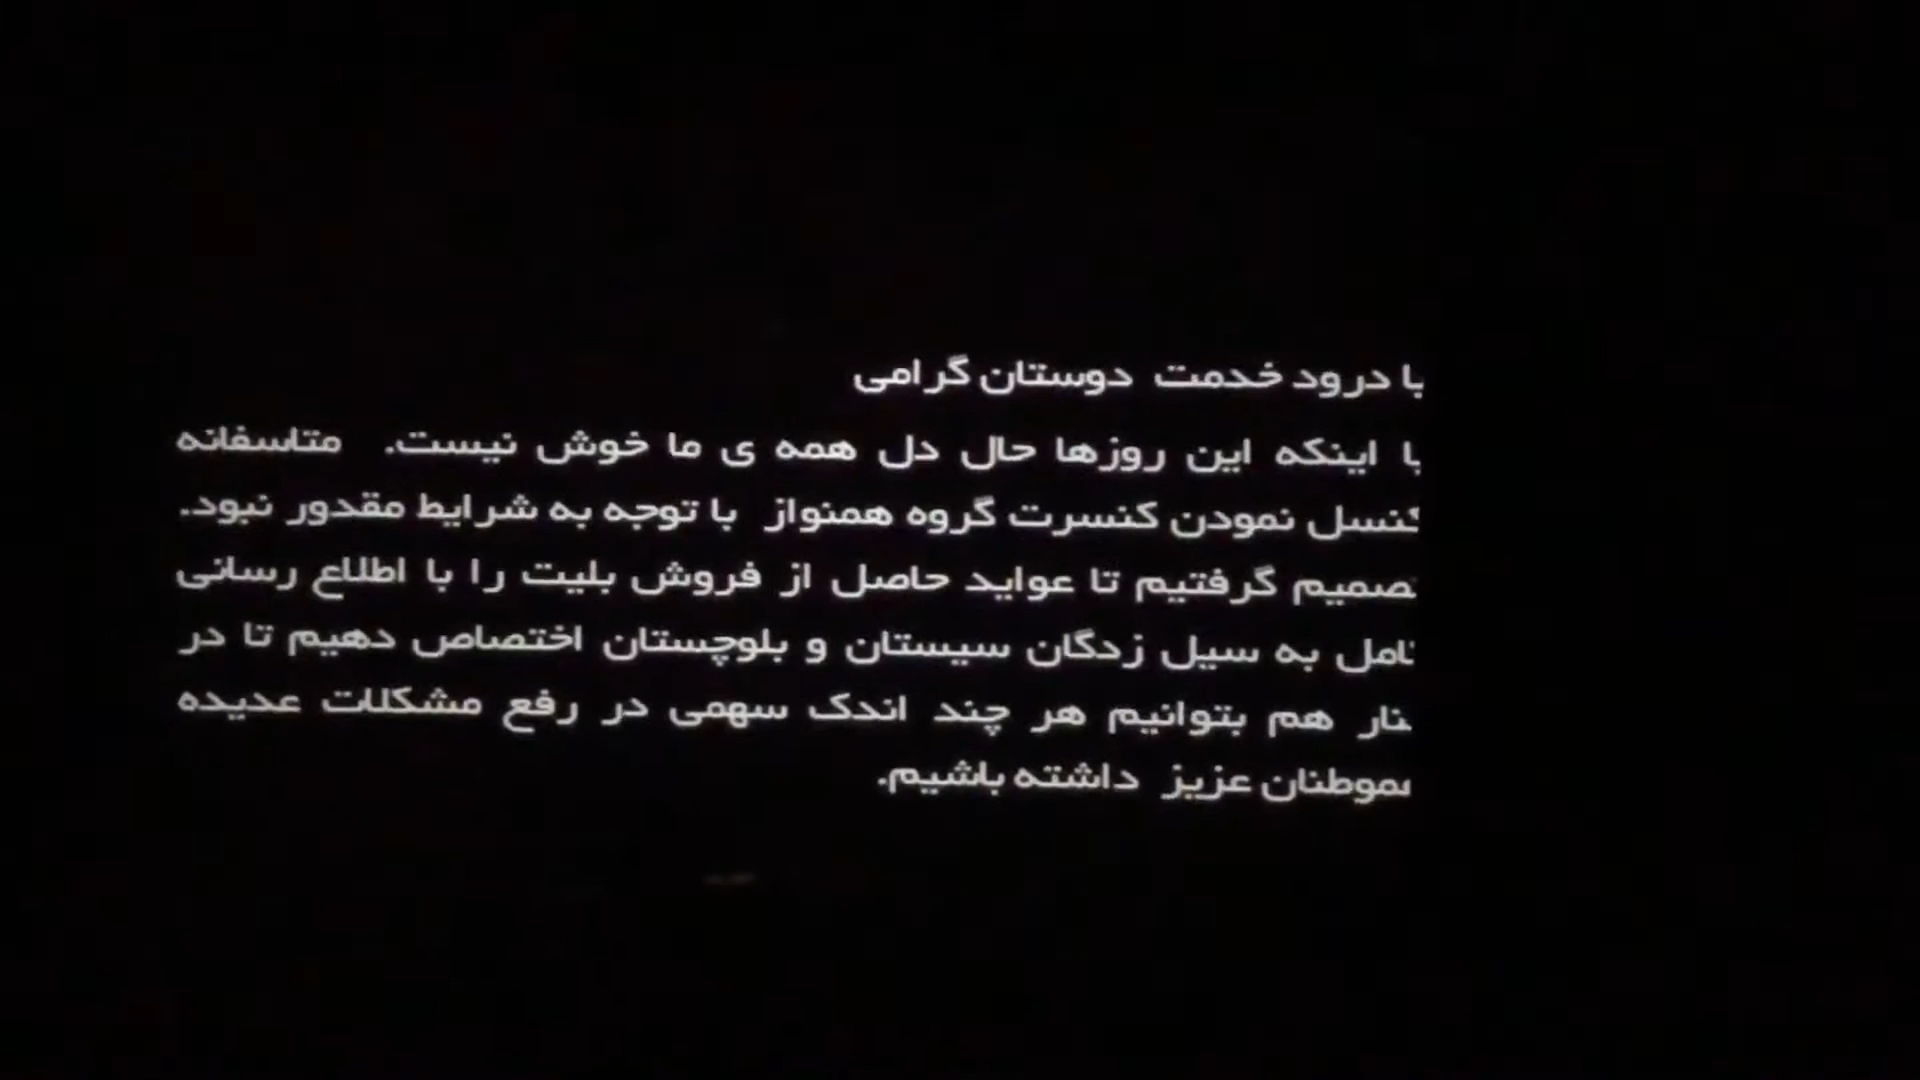 با درود خدمت دوستان گرامی
با اینکه این روزها حال دل همه ی ما خوش نیست. متاسفانه
کنسل نمودن کنسرت گروه همنواز با توجه به شرایط مقدور نبود.
تصمیم گرفتیم تا عواید حاصل از فروش بلیت را با اطلاع رسانی
کامل به سیل زدگان سیستان و بلوچستان اختصاص دهیم تا در
کنار هم بتوانیم هر چند اندک سهمی در رفع مشکلات عدیده
هموطنان عزیز داشته باشیم.